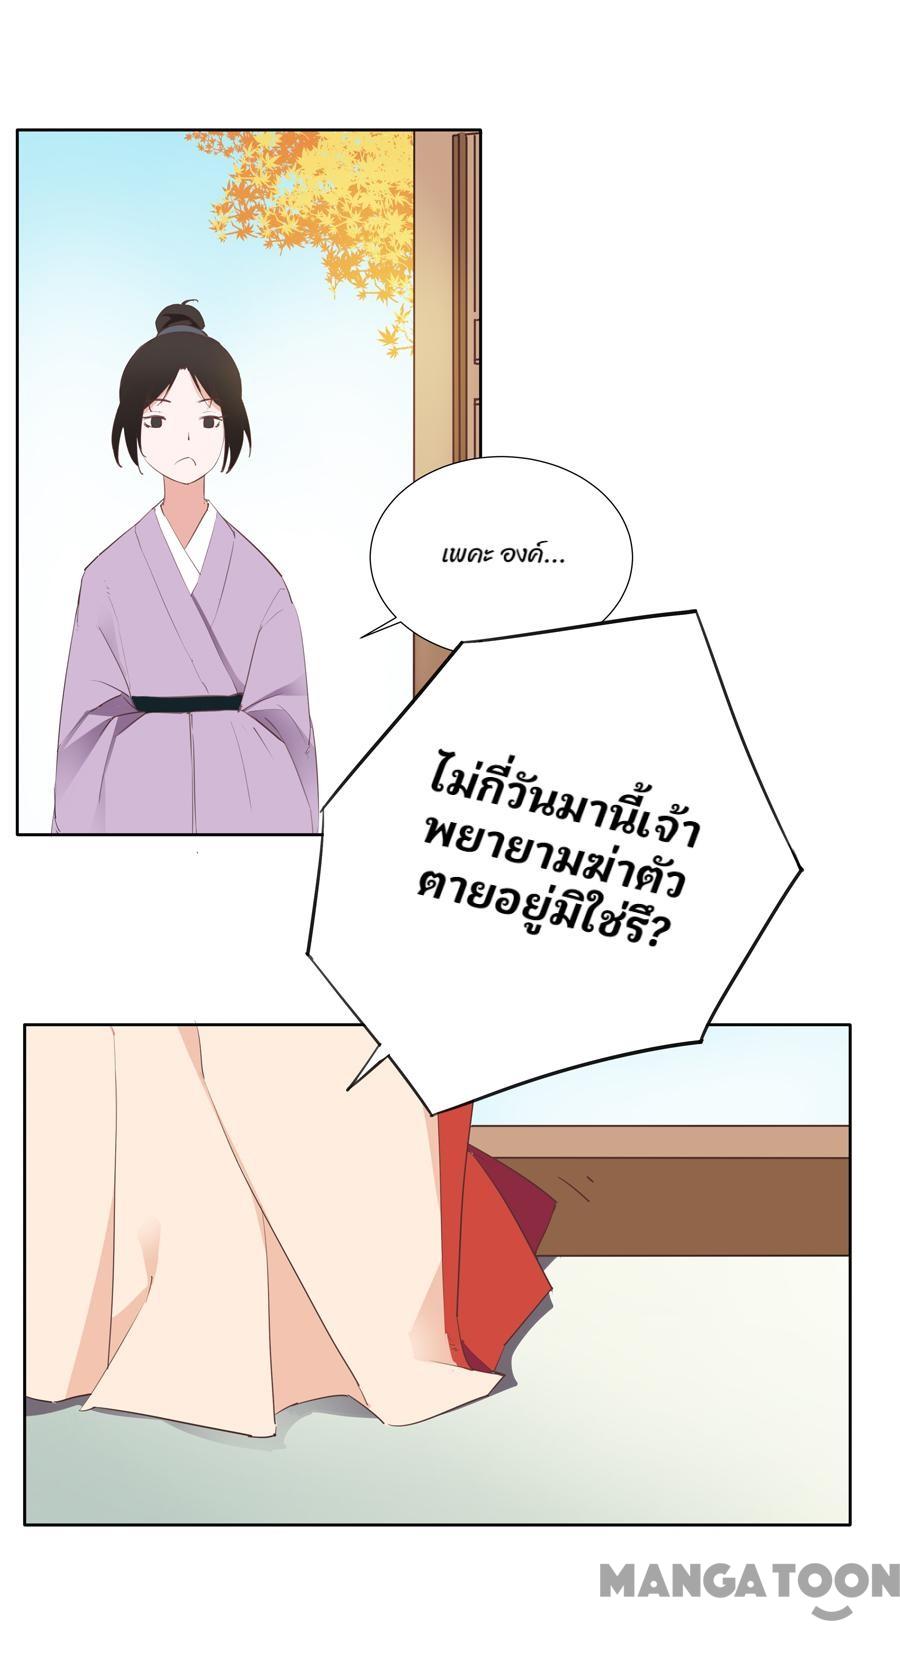 เพคะ องค์...
ไม่กี่วันมานี้เจ้า
พยายามฆ่าตัว
ตายอยู่มิใช่รึ?
MANGATOON